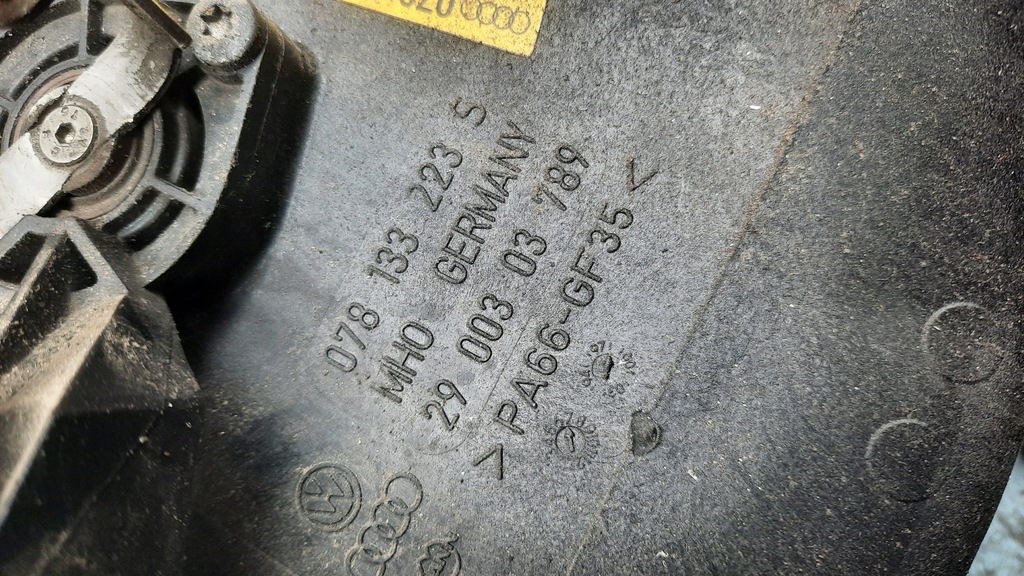 078 133 223 S
MHO GERMANY
29 003 03 789
>PA66-GF35<